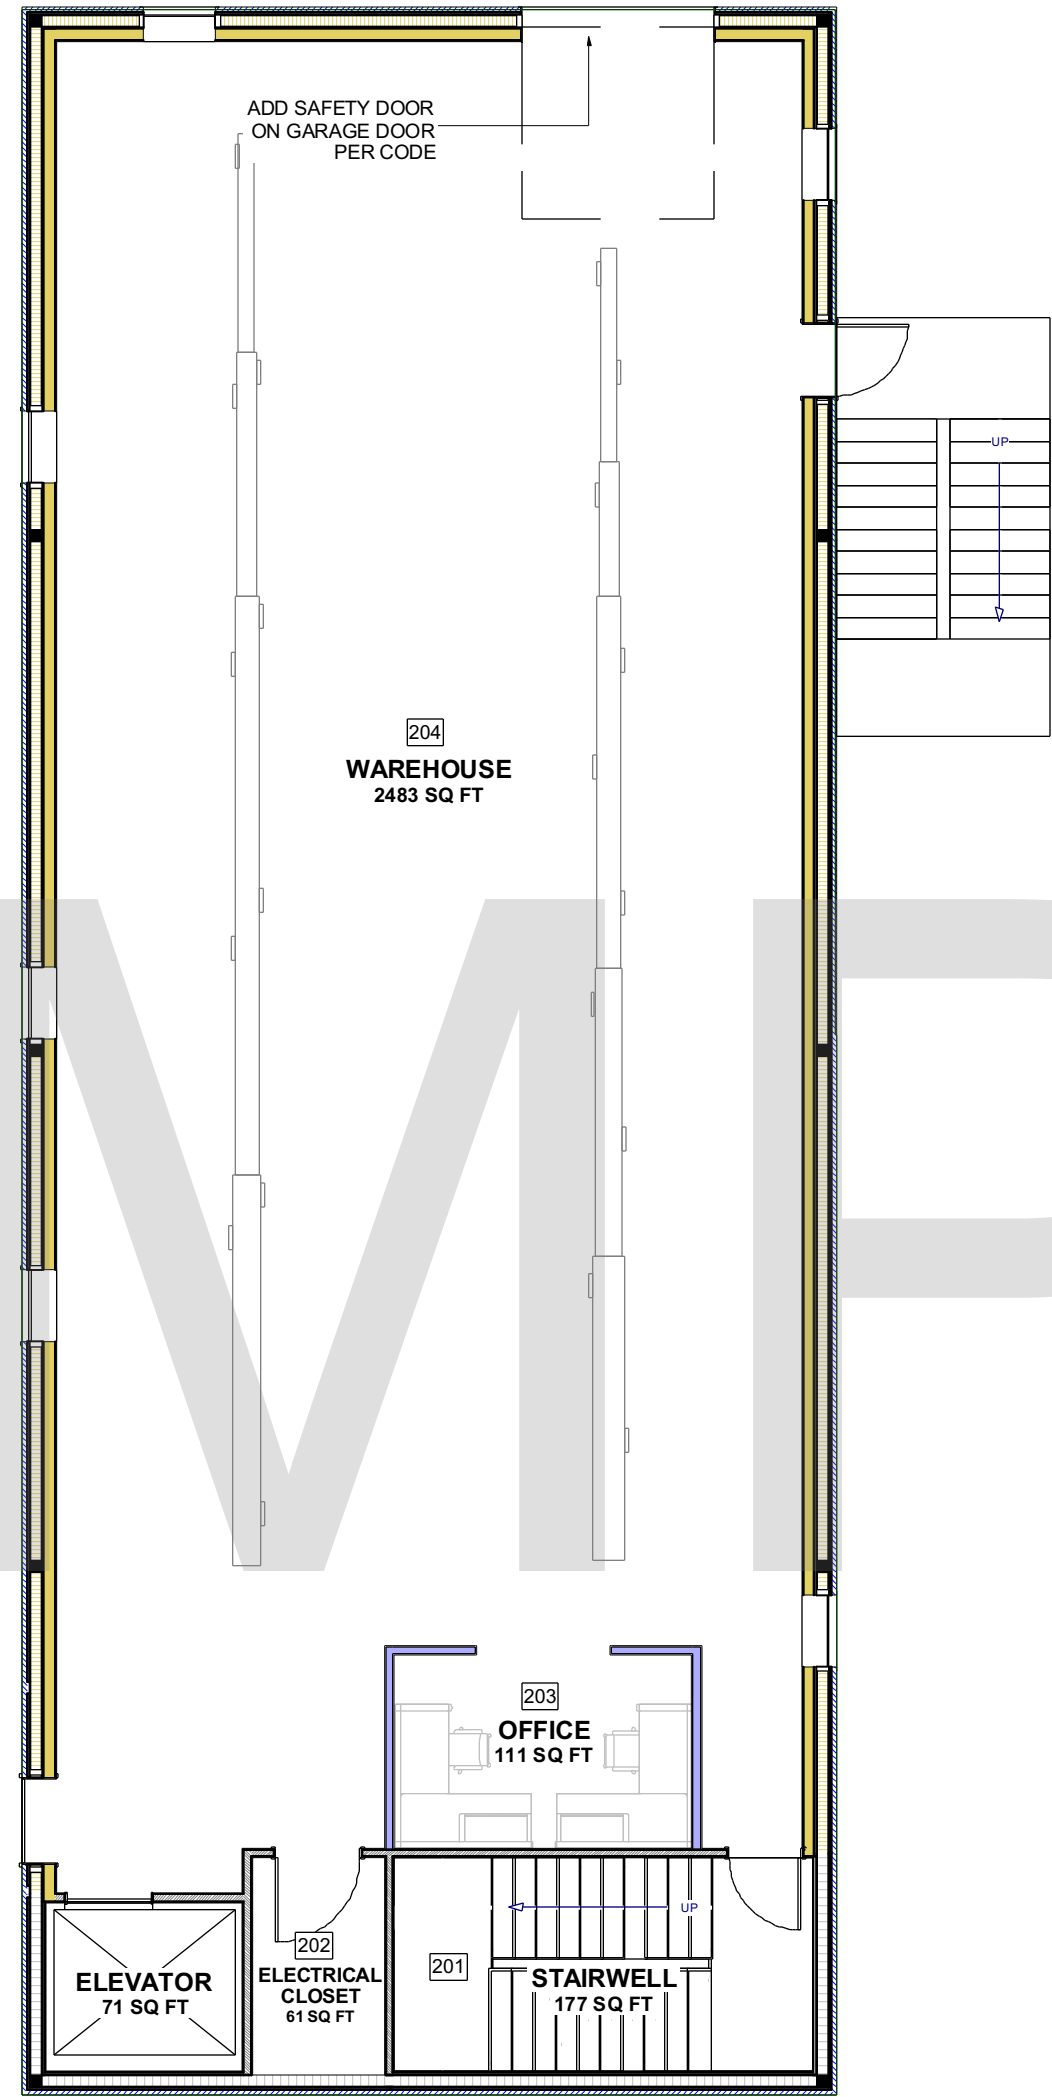 ADD SAFETY DOOR
ON GARAGE DOOR
PER CODE
UP
204
WAREHOUSE
2483 SQ FT
203
OFFICE
111 SQ FT
UP
202
ELECTRICAL
CLOSET
61 SQ FT
201
STAIRWELL
177 SQ FT
ELEVATOR
71 SQ FT